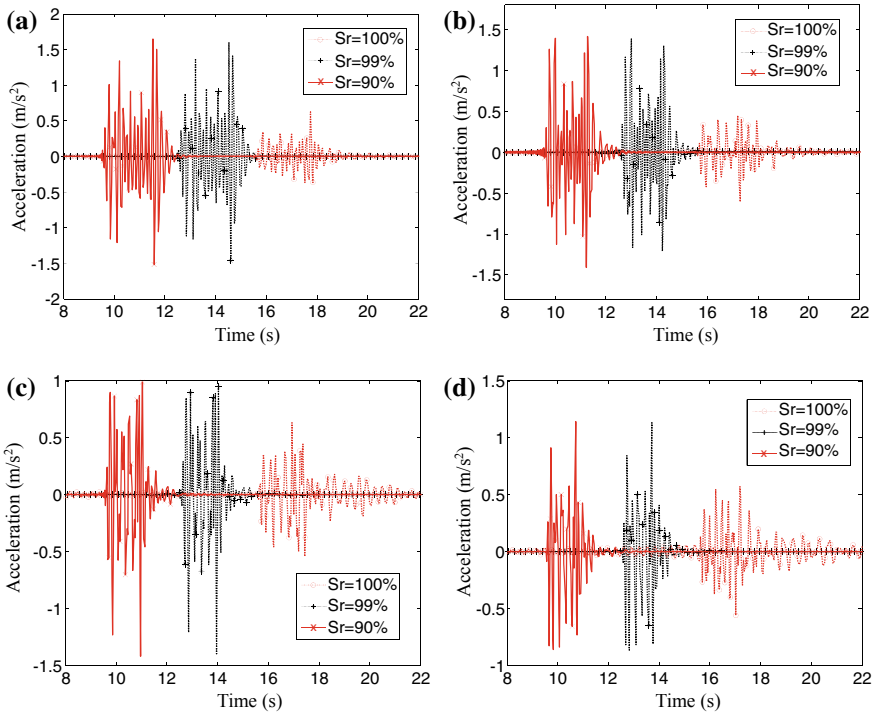 (a)
Acceleration (m/s²)
2
1.5
1
0.5
0
-0.5
-1
-1.5
-2
8 10 12 14 16 18 20 22
Time (s)
Sr=100%
Sr=99%
Sr=90%
(b)
Acceleration (m/s²)
1.5
1
0.5
0
-0.5
-1
-1.5
8 10 12 14 16 18 20 22
Time (s)
Sr=100%
Sr=99%
Sr=90%
(c)
Acceleration (m/s²)
1
0.5
0
-0.5
-1
-1.5
8 10 12 14 16 18 20 22
Time (s)
Sr=100%
Sr=99%
Sr=90%
(d)
Acceleration (m/s²)
1.5
1
0.5
0
-0.5
-1
8 10 12 14 16 18 20 22
Time (s)
Sr=100%
Sr=99%
Sr=90%